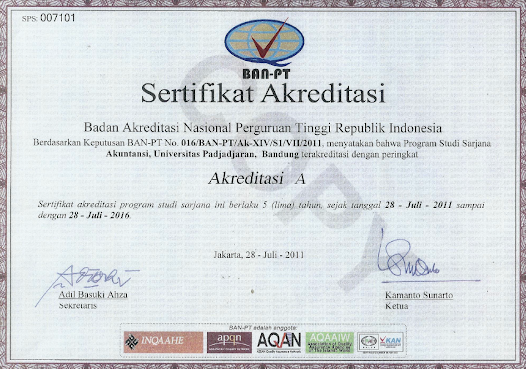 SPS: 007101
BAN-PT
Sertifikat Akreditasi
Badan Akreditasi Nasional Perguruan Tinggi Republik Indonesia
Berdasarkan Keputusan BAN-PT No. 016/BAN-PT/Ak-XIV/S1/VII/2011, menyatakan bahwa Program Studi Sarjana
Akuntansi, Universitas Padjadjaran, Bandung terakreditasi dengan peringkat
Akreditasi A
Sertifikat akreditasi program studi sarjana ini berlaku 5 (lima) tahun, sejak tanggal 28 - Juli - 2011 sampai
dengan 28 - Juli - 2016.
COPY
Jakarta, 28 - Juli - 2011
Adil Basuki Ahza
Sekretaris
Kamanto Sunarto
Ketua
BAN-PT adalah anggota:
INQAAHE
apqn
AQAN
AQAAIW
KAN